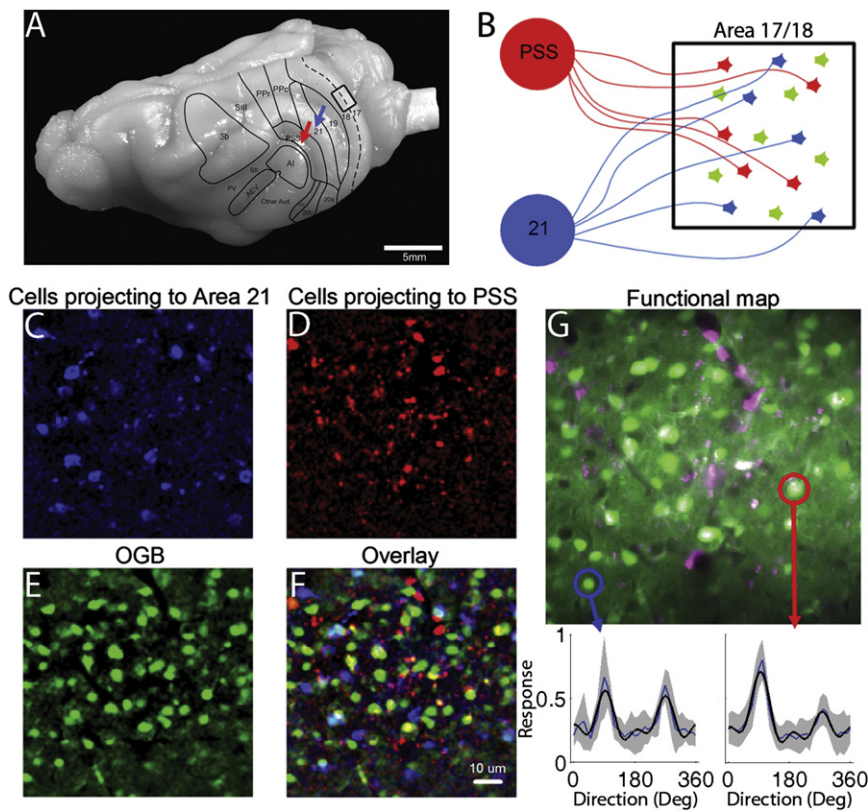 A
SIII
PPr
PPc
3b
21
19
18
17
PSS
AI
SII
PV
AEV
Other Aud.
20b
20a
5mm
B
PSS
Area 17/18
21
Cells projecting to Area 21
C
Cells projecting to PSS
D
Functional map
G
OGB
E
Overlay
F
10 um
Response
1
0.5
0
0
180
360
0
180
360
Direction (Deg)
Direction (Deg)